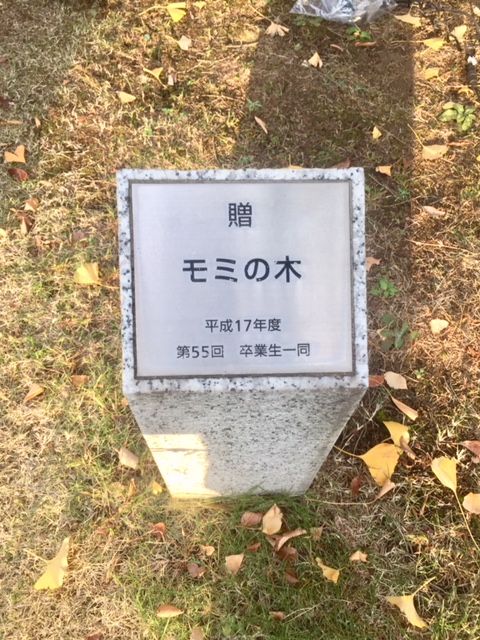 贈
モミの木
平成17年度
第55回　卒業生一同